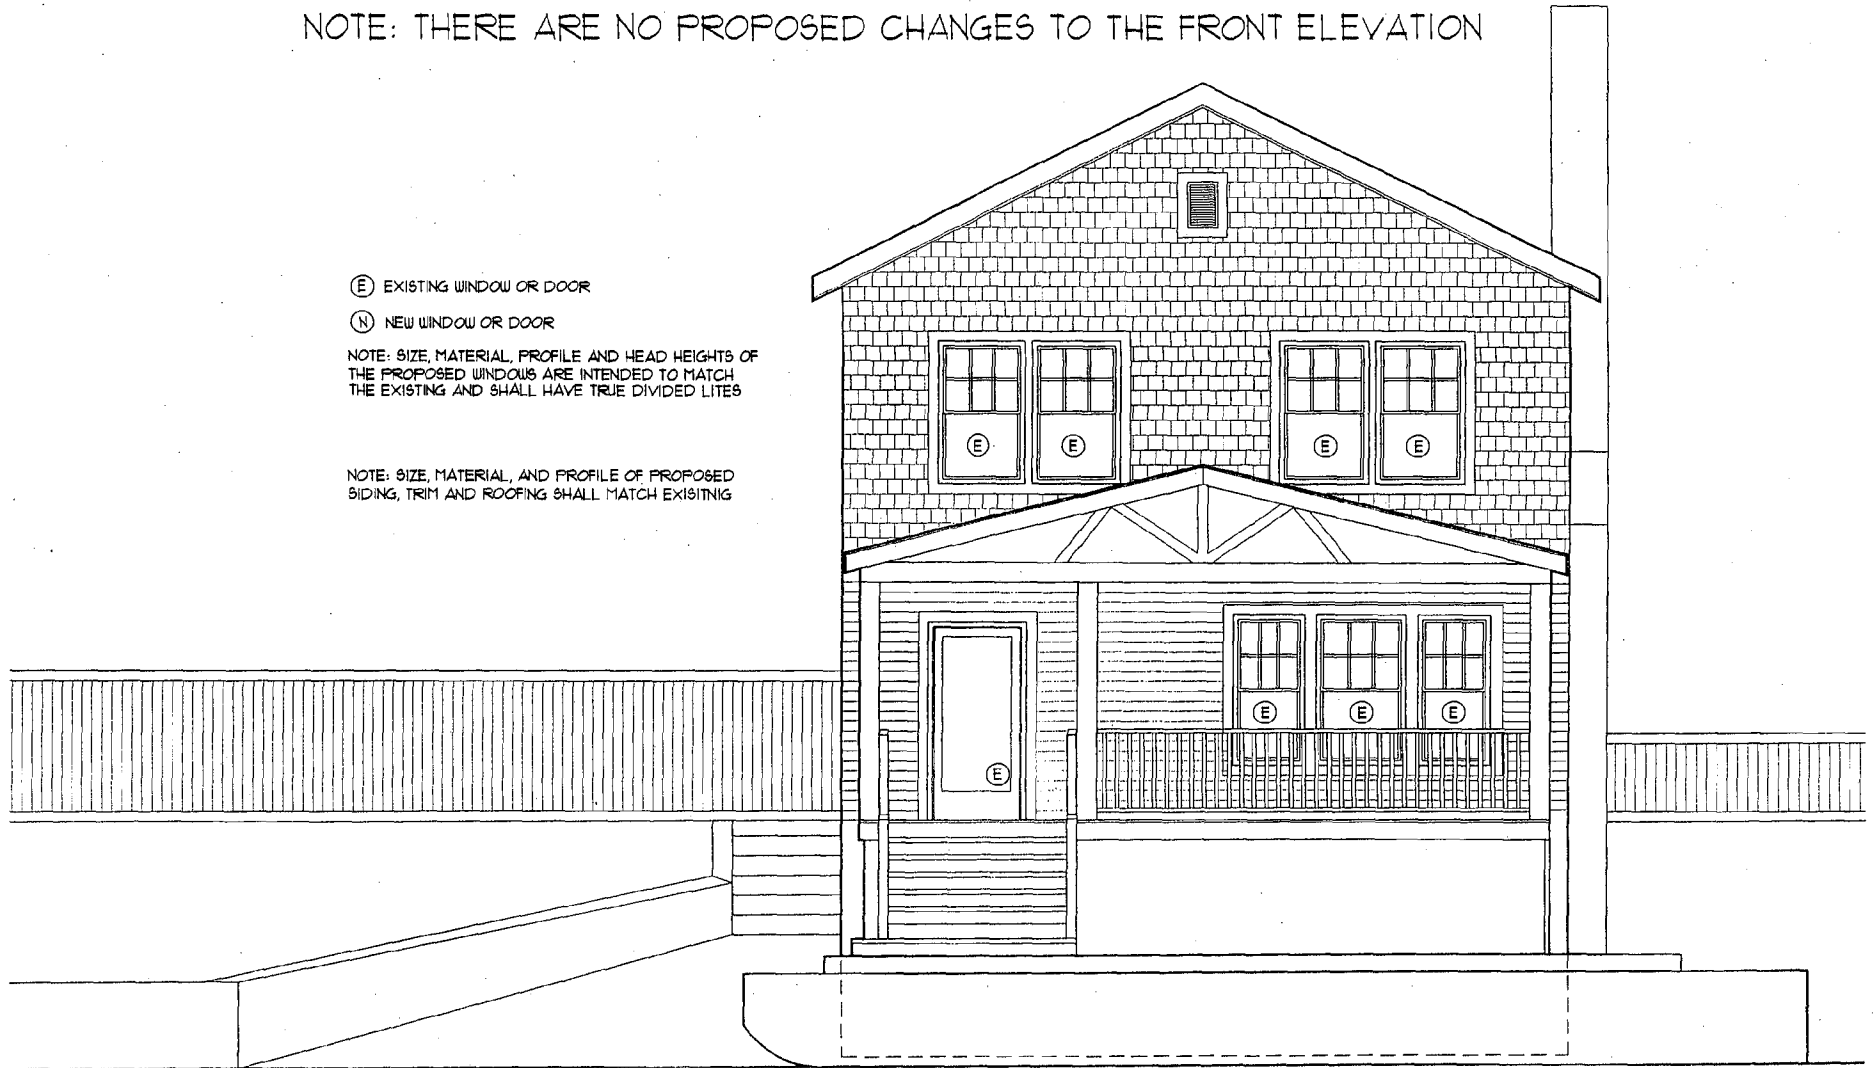 NOTE: THERE ARE NO PROPOSED CHANGES TO THE FRONT ELEVATION
E EXISTING WINDOW OR DOOR
N NEW WINDOW OR DOOR
NOTE: SIZE, MATERIAL, PROFILE AND HEAD HEIGHTS OF
THE PROPOSED WINDOWS ARE INTENDED TO MATCH
THE EXISTING AND SHALL HAVE TRUE DIVIDED LITES
NOTE: SIZE, MATERIAL, AND PROFILE OF PROPOSED
SIDING, TRIM AND ROOFING SHALL MATCH EXISITNIG
E E E E
E E E
E